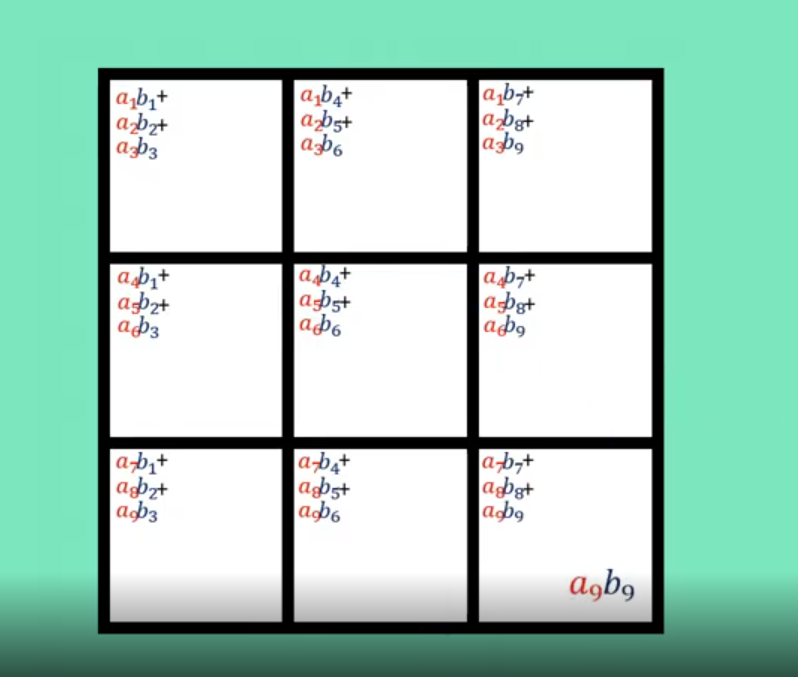 a₁b₁+
a₂b₂+
a₃b₃
a₁b₄+
a₂b₅+
a₃b₆
a₁b₇+
a₂b₈+
a₃b₉
a₄b₁+
a₅b₂+
a₆b₃
a₄b₄+
a₅b₅+
a₆b₆
a₄b₇+
a₅b₈+
a₆b₉
a₇b₁+
a₈b₂+
a₉b₃
a₇b₄+
a₈b₅+
a₉b₆
a₇b₇+
a₈b₈+
a₉b₉
a₉b₉